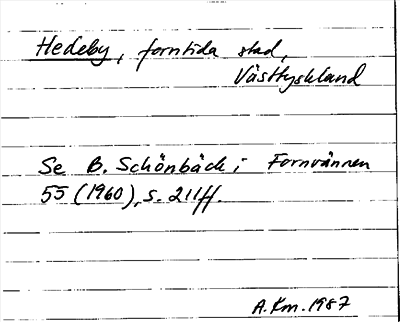 Hedeby, forntida stad,
Västtyskland
Se B. Schönbäck i Fornvännen
55 (1960), s. 211ff.
A.Km. 1987